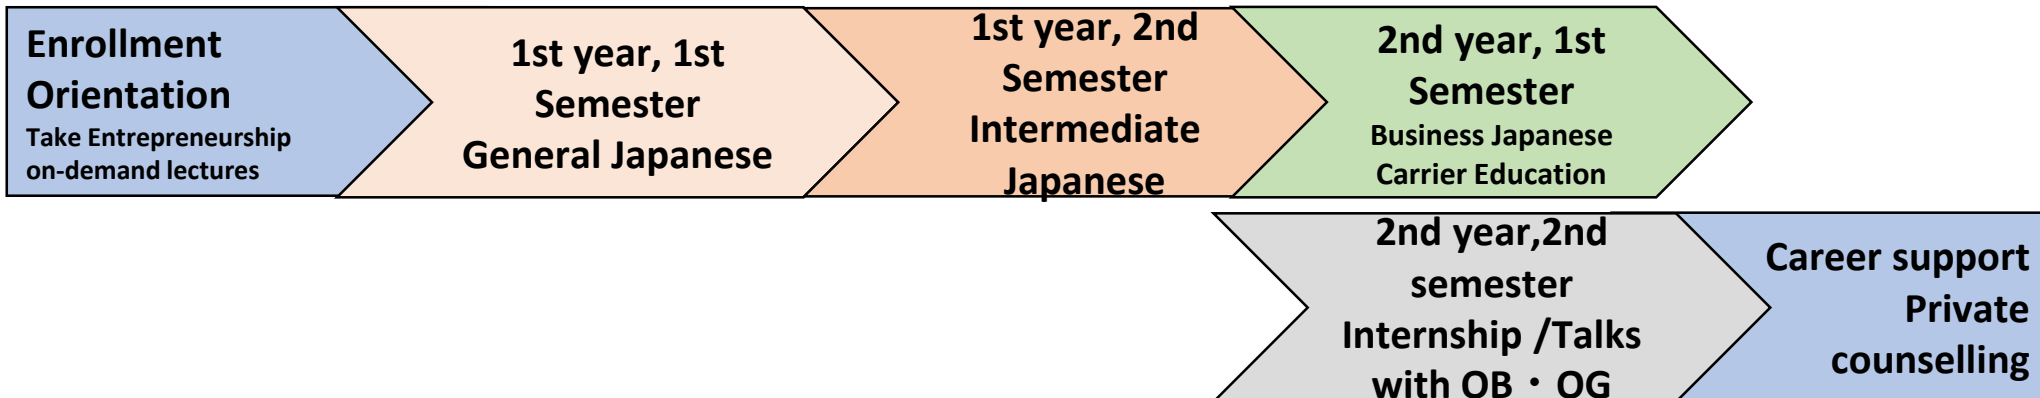 Enrollment
Orientation
Take Entrepreneurship
on-demand lectures
1st year, 1st
Semester
General Japanese
1st year, 2nd
Semester
Intermediate
Japanese
2nd year, 1st
Semester
Business Japanese
Carrier Education
2nd year,2nd
semester
Internship /Talks
with OB・OG
Career support
Private
counselling